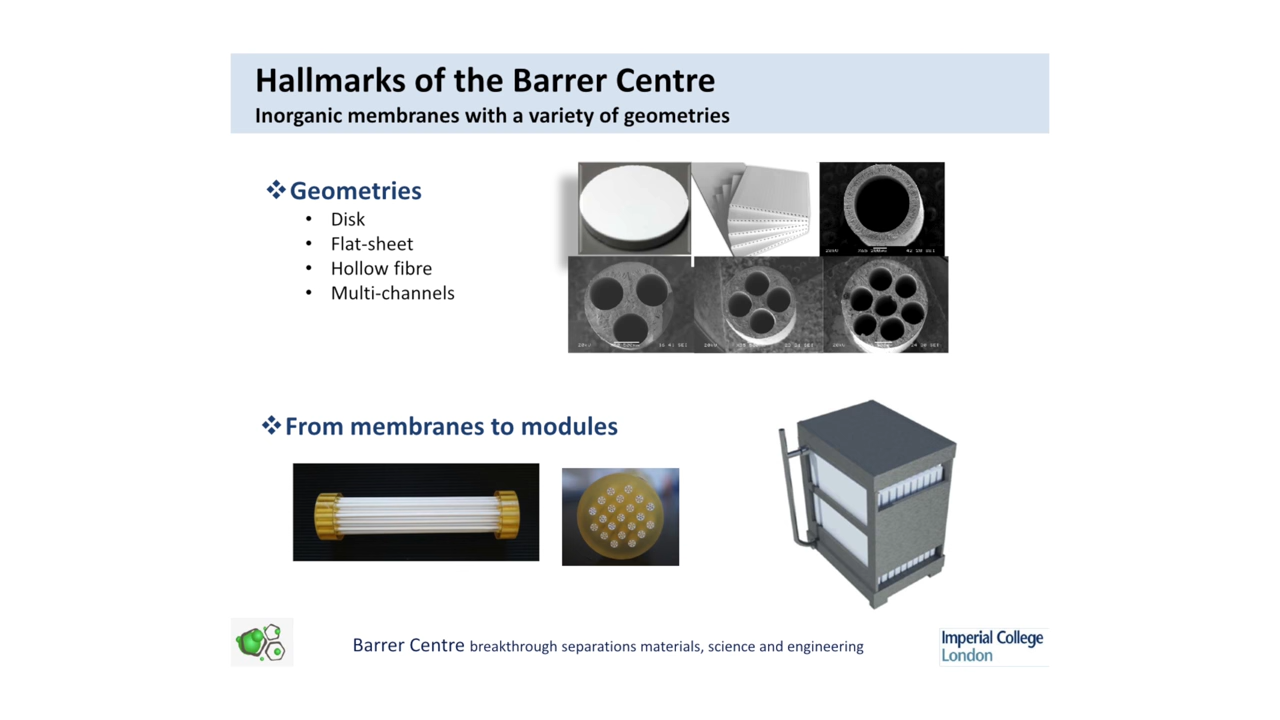 Hallmarks of the Barrer Centre
Inorganic membranes with a variety of geometries
❖Geometries
• Disk
• Flat-sheet
• Hollow fibre
• Multi-channels
❖From membranes to modules
Barrer Centre breakthrough separations materials, science and engineering
Imperial College
London